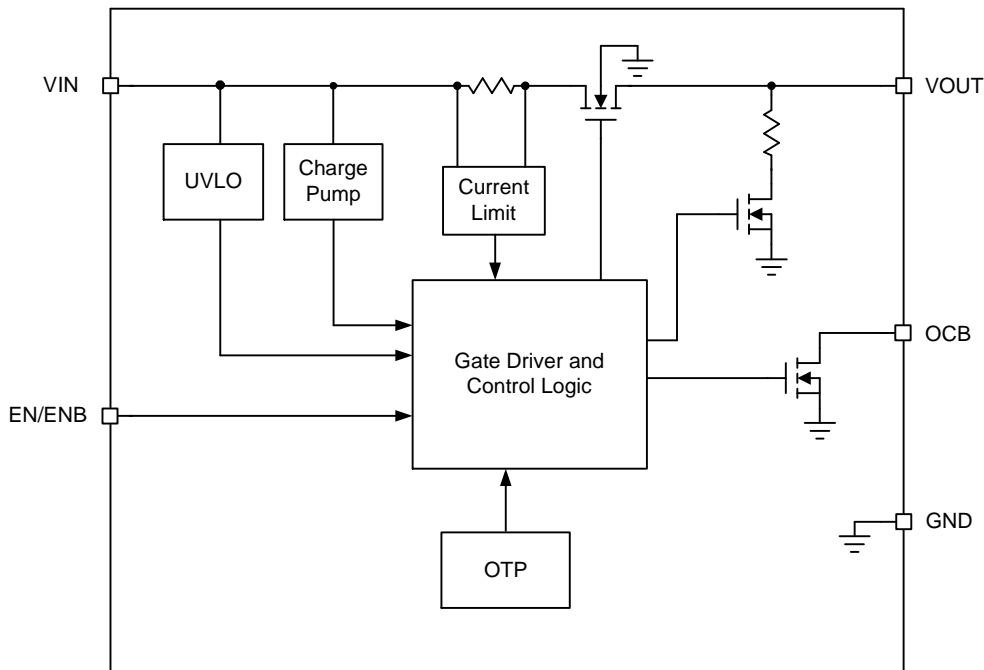 VIN
VOUT
UVLO
Charge
Pump
Current
Limit
OCB
Gate Driver and
Control Logic
EN/ENB
GND
OTP